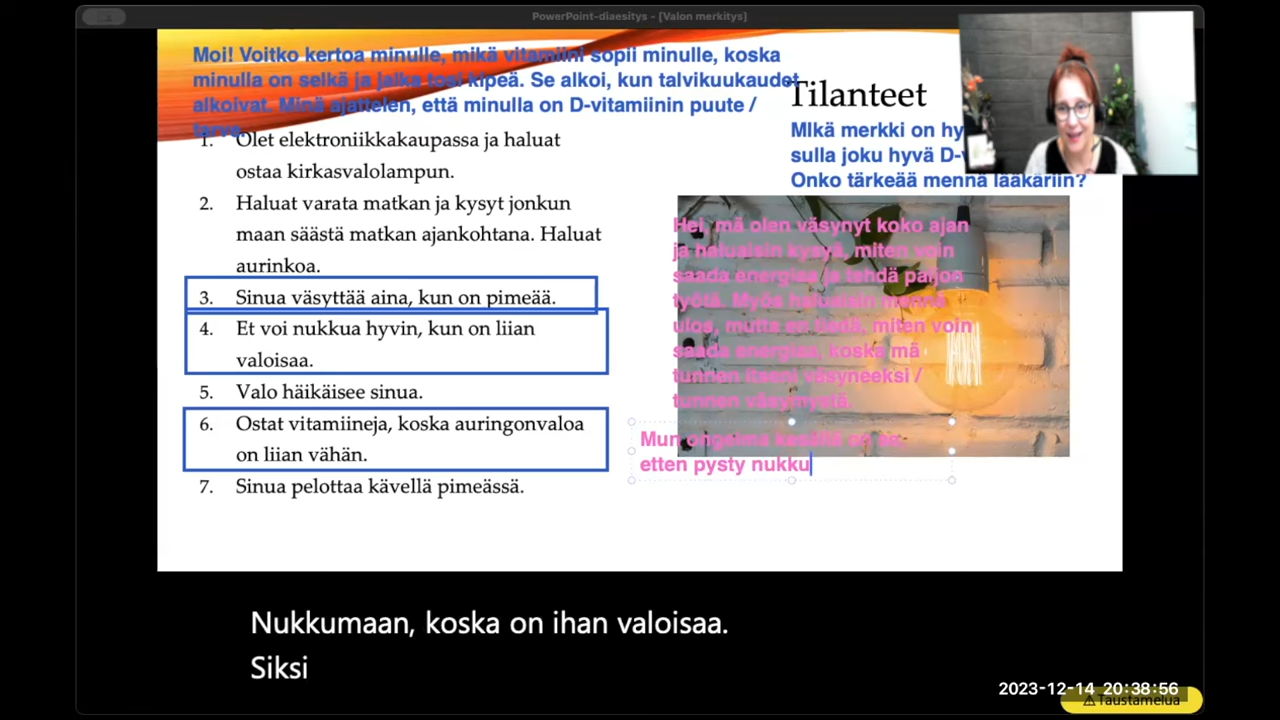 PowerPoint-diaesitys - [Valon merkitys]
Moi! Voitko kertoa minulle, mikä vitamiini sopii minulle, koska
minulla on selkä ja jalka tosi kipeä. Se alkoi, kun talvikuukaudet
alkoivat. Minä ajattelen, että minulla on D-vitamiinin puute /
tarve.
Tilanteet
MIkä merkki on hy
sulla joku hyvä D-v
Onko tärkeää mennä lääkäriin?
1. Olet elektroniikkakaupassa ja haluat
ostaa kirkasvalolampun.
2. Haluat varata matkan ja kysyt jonkun
maan säästä matkan ajankohtana. Haluat
aurinkoa.
3. Sinua väsyttää aina, kun on pimeää.
4. Et voi nukkua hyvin, kun on liian
valoisaa.
5. Valo häikäisee sinua.
6. Ostat vitamiineja, koska auringonvaloa
on liian vähän.
7. Sinua pelottaa kävellä pimeässä.
Hei, mä olen väsynyt koko ajan
ja haluaisin kysyä, miten voin
saada energiaa ja tehdä paljon
työtä. Myös haluaisin mennä
ulos, mutta en tiedä, miten voin
saada energiaa, koska mä
tunnen itseni väsyneeksi /
tunnen väsymystä.
Mun ongelma kesällä on se,
etten pysty nukku
Nukkumaan, koska on ihan valoisaa.
Siksi
2023-12-14 20:38:56
Taustamelua